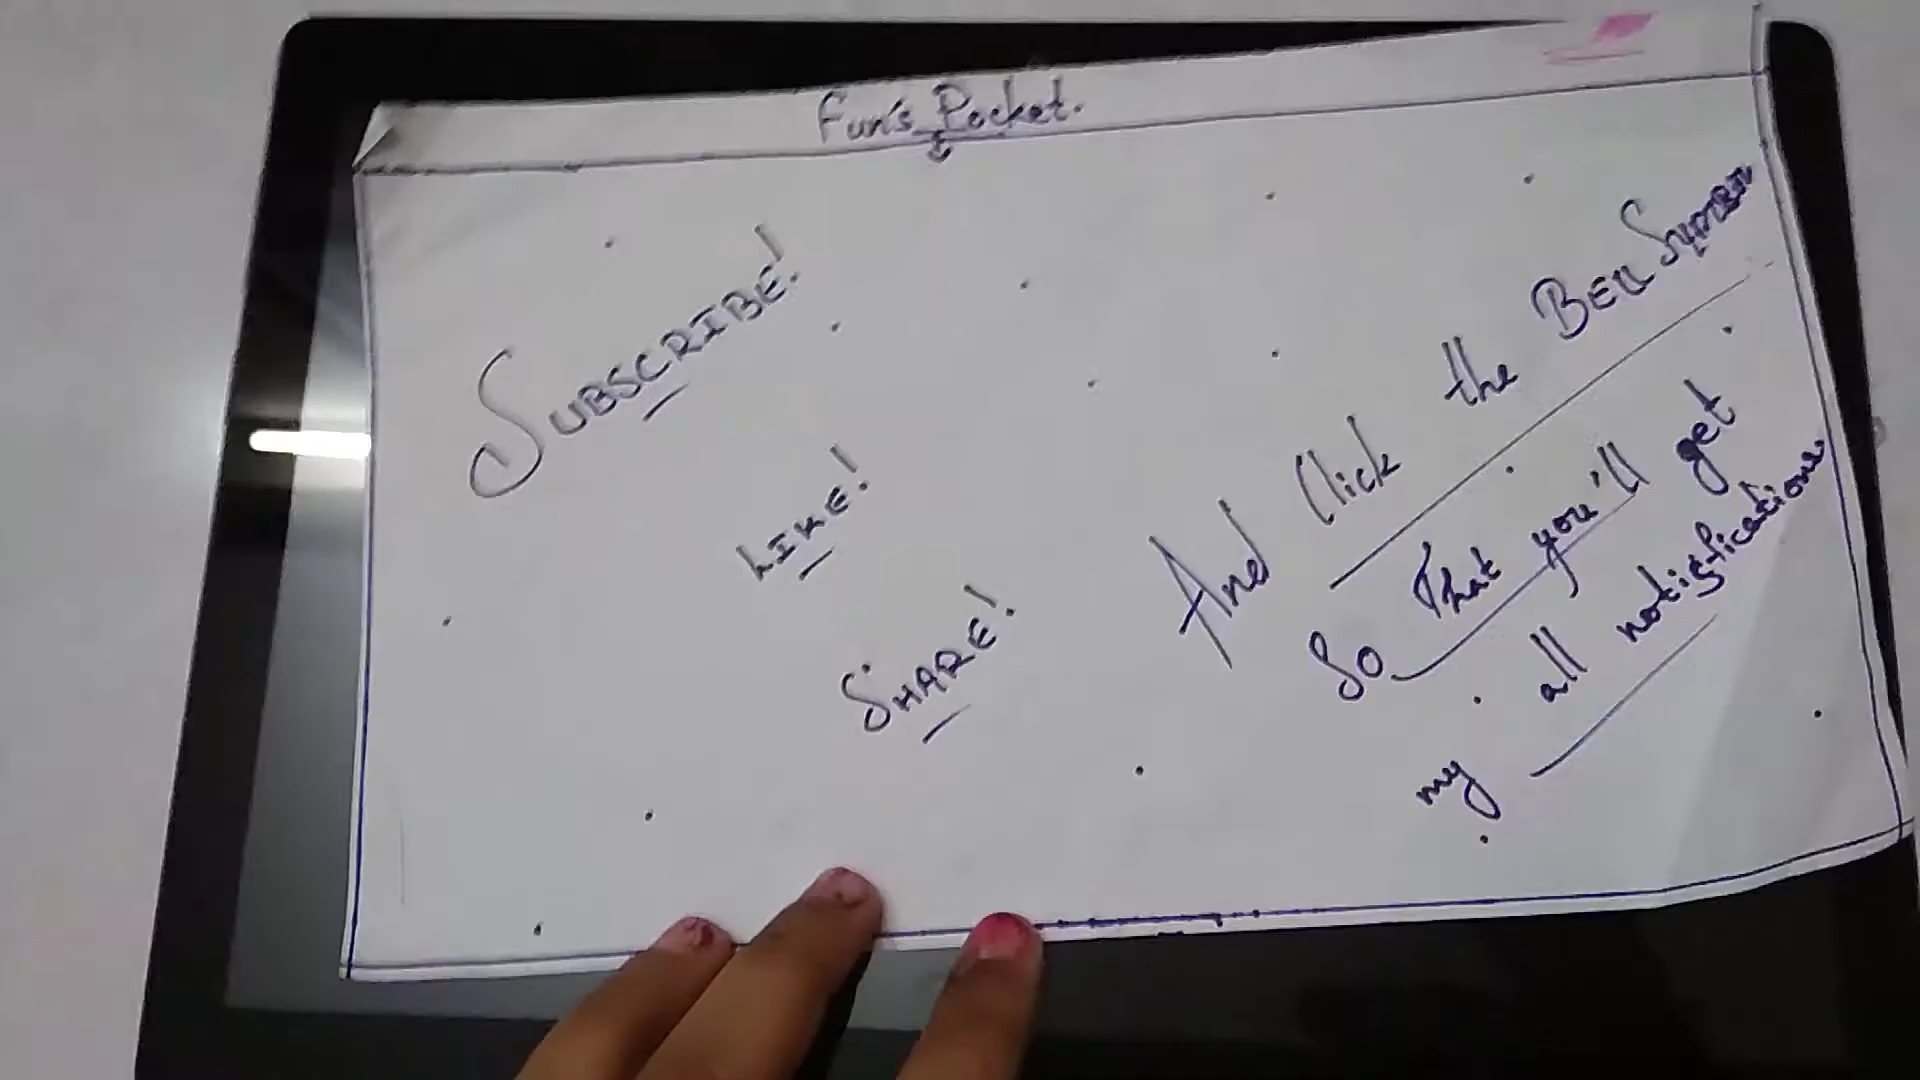 Fun's Pocket.
SUBSCRIBE!
LIKE!
SHARE!
And Click the BELL
So That you'll get
my all notifications